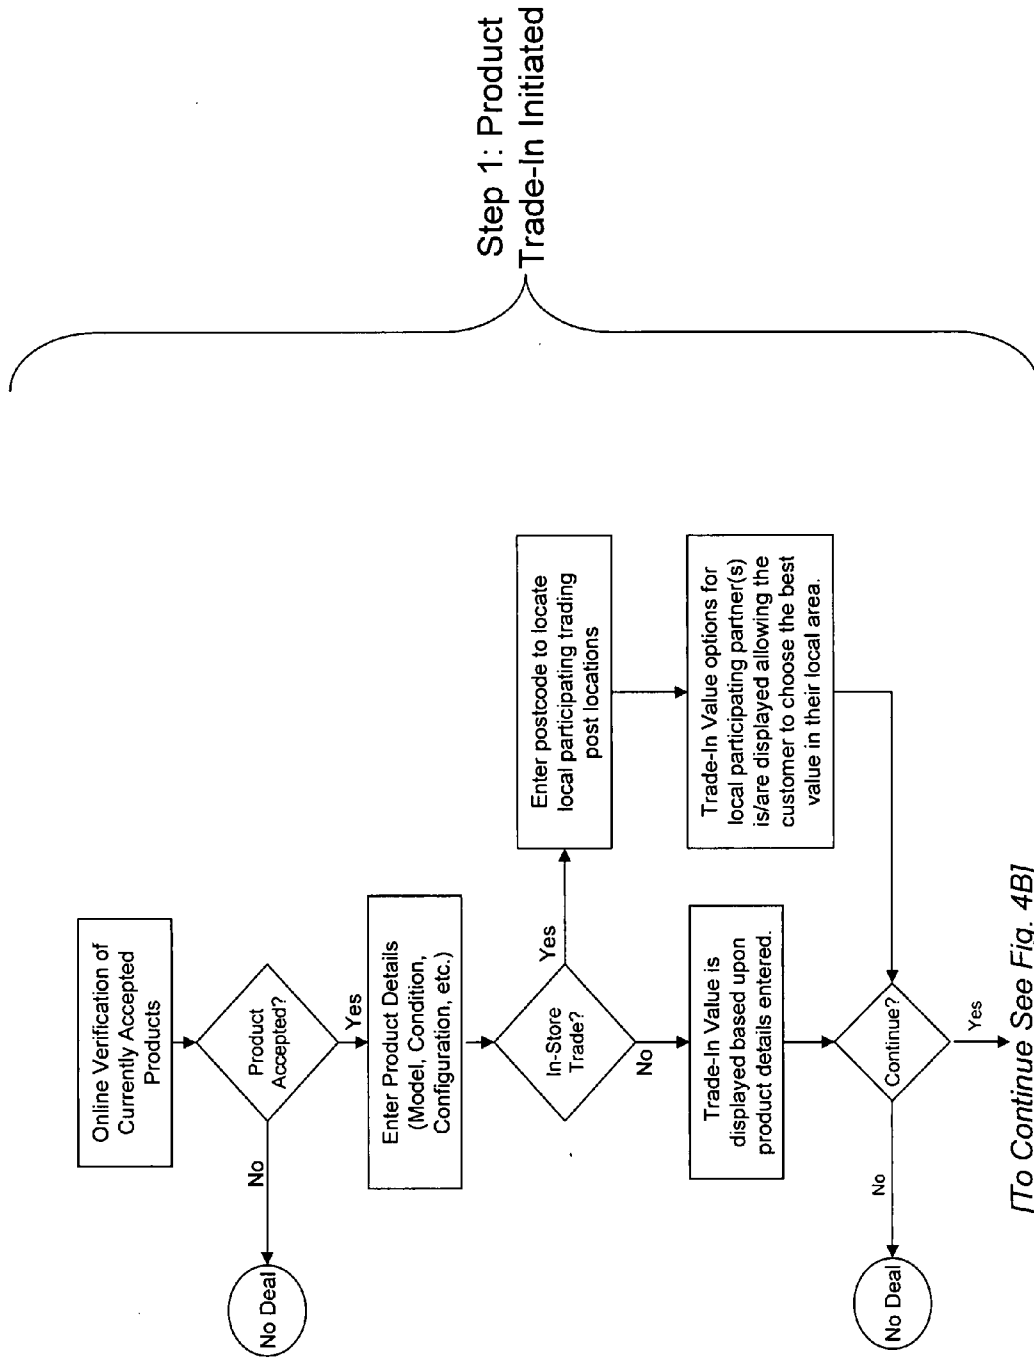 Step 1: Product
Trade-In Initiated
Online Verification of
Currently Accepted
Products
Product
Accepted?
No
No Deal
Yes
Enter Product Details
(Model, Condition,
Configuration, etc.)
In-Store
Trade?
Yes
Enter postcode to locate
local participating trading
post locations
Trade-In Value options for
local participating partner(s)
is/are displayed allowing the
customer to choose the best
value in their local area.
No
Trade-In Value is
displayed based upon
product details entered.
Continue?
No
No Deal
Yes
[To Continue See Fig. 4B]